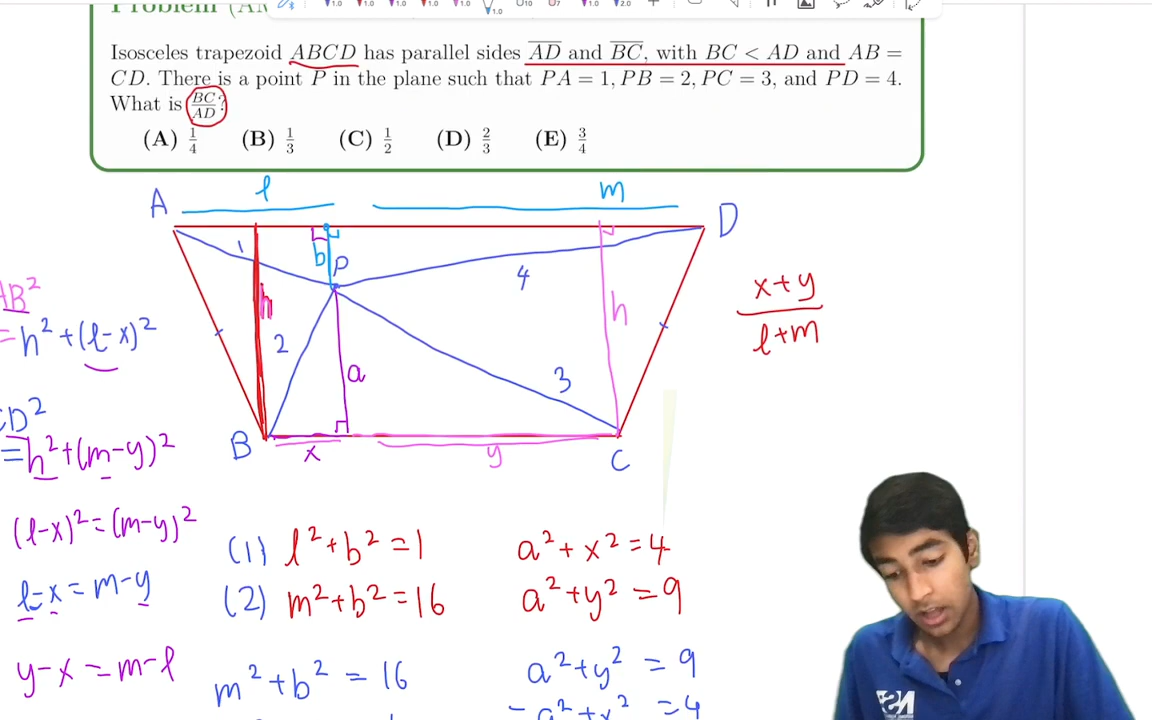 Problem (AM
Isosceles trapezoid ABCD has parallel sides AD and BC, with BC < AD and AB =
CD. There is a point P in the plane such that PA = 1, PB = 2, PC = 3, and PD = 4.
What is BC/AD?
(A) 1/4 (B) 1/3 (C) 1/2 (D) 2/3 (E) 3/4
l
m
A
D
1
b
P
4
h
h
2
a
3
B
x
y
C
x+y
l+m
AB²
=h²+(l-x)²
CD²
=h²+(m-y)²
(l-x)²=(m-y)²
l-x=m-y
y-x=m-l
(1) l²+b²=1
a²+x²=4
(2) m²+b²=16
a²+y²=9
m²+b²=16
a²+y²=9
-a²+x²=4